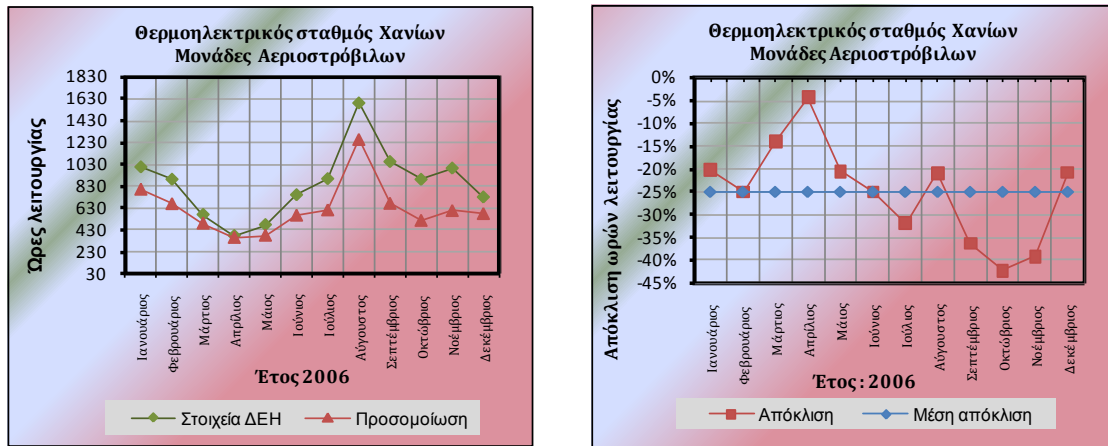 Θερμοηλεκτρικός σταθμός Χανίων
Μονάδες Αεριοστρόβιλων
Ώρες λειτουργίας
1830
1630
1430
1230
1030
830
630
430
230
30
Ιανουάριος
Φεβρουάριος
Μάρτιος
Απρίλιος
Μάιος
Ιούνιος
Ιούλιος
Αύγουστος
Σεπτέμβριος
Οκτώβριος
Νοέμβριος
Δεκέμβριος
Έτος 2006
Στοιχεία ΔΕΗ
Προσομοίωση
Θερμοηλεκτρικός σταθμός Χανίων
Μονάδες Αεριοστρόβιλων
Απόκλιση ωρών λειτουργίας
0%
-5%
-10%
-15%
-20%
-25%
-30%
-35%
-40%
-45%
Ιανουάριος
Φεβρουάριος
Μάρτιος
Απρίλιος
Μάιος
Ιούνιος
Ιούλιος
Αύγουστος
Σεπτέμβριος
Οκτώβριος
Νοέμβριος
Δεκέμβριος
Έτος : 2006
Απόκλιση
Μέση απόκλιση